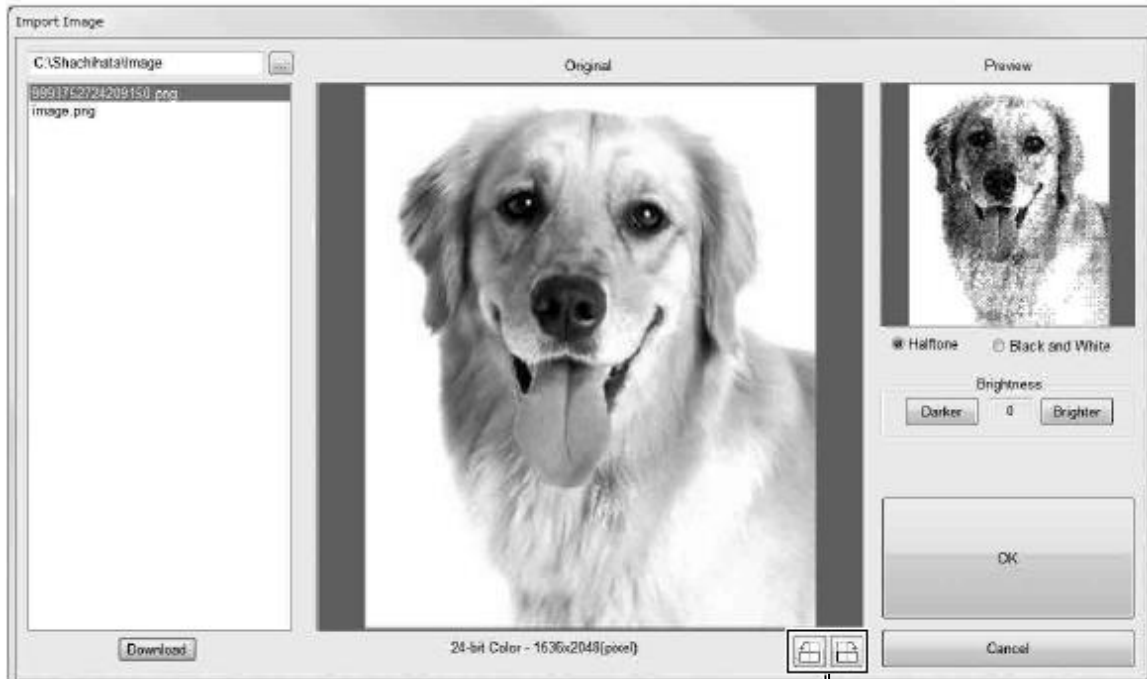 Import Image
C:\Shachihata\Image ...
Original
Preview
9893752724209150.png
image.png
Halftone Black and White
Brightness
Darker 0 Brighter
OK
Download
24-bit Color - 1636x2048(pixel)
Cancel